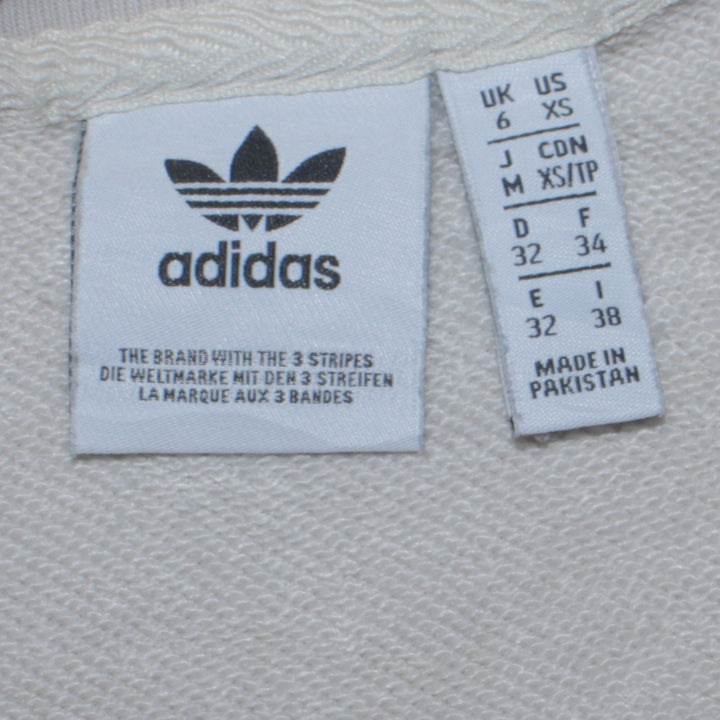 adidas
THE BRAND WITH THE 3 STRIPES
DIE WELTMARKE MIT DEN 3 STREIFEN
LA MARQUE AUX 3 BANDES
UK US
6 XS
J CDN
M XS/TP
D F
32 34
E I
32 38
MADE IN
PAKISTAN